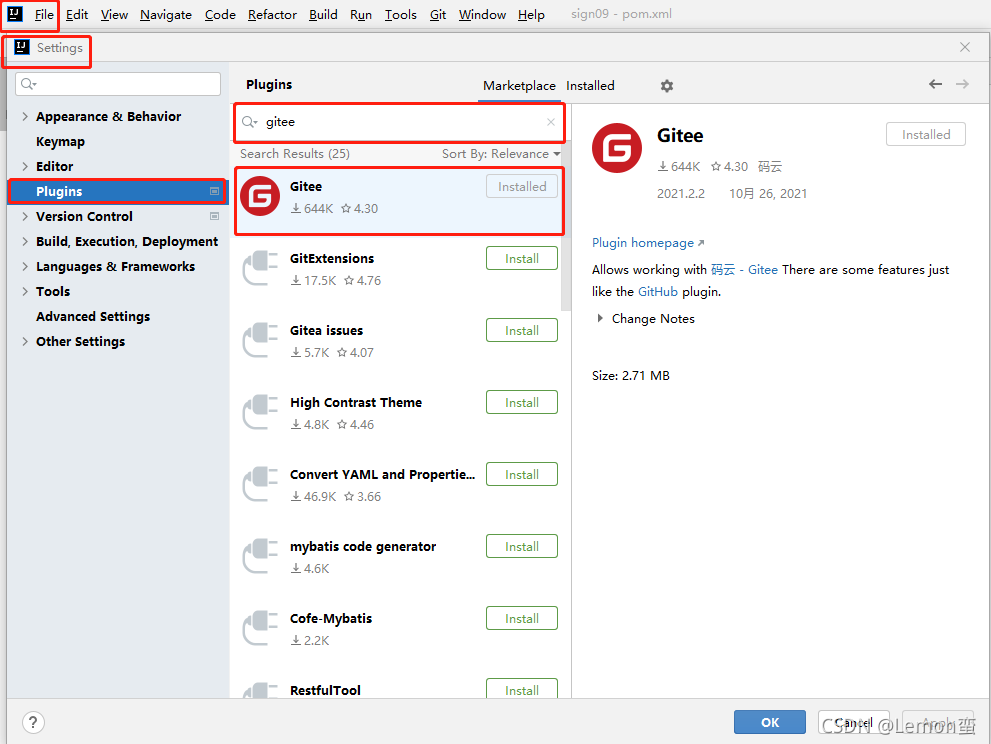 File Edit View Navigate Code Refactor Build Run Tools Git Window Help sign09 - pom.xml
Settings
Plugins Marketplace Installed
Appearance & Behavior
Keymap
Editor
Plugins
Version Control
Build, Execution, Deployment
Languages & Frameworks
Tools
Advanced Settings
Other Settings
gitee
Search Results (25) Sort By: Relevance
Gitee Installed
644K 4.30
GitExtensions Install
17.5K 4.76
Gitea issues Install
5.7K 4.07
High Contrast Theme Install
4.8K 4.46
Convert YAML and Propertie... Install
46.9K 3.66
mybatis code generator Install
4.6K
Cofe-Mybatis Install
2.2K
RestfulTool Install
Gitee Installed
644K 4.30 码云
2021.2.2 10月 26, 2021
Plugin homepage
Allows working with 码云 - Gitee There are some features just
like the GitHub plugin.
Change Notes
Size: 2.71 MB
? OK Cancel Apply
CSDN @Lemon蛮